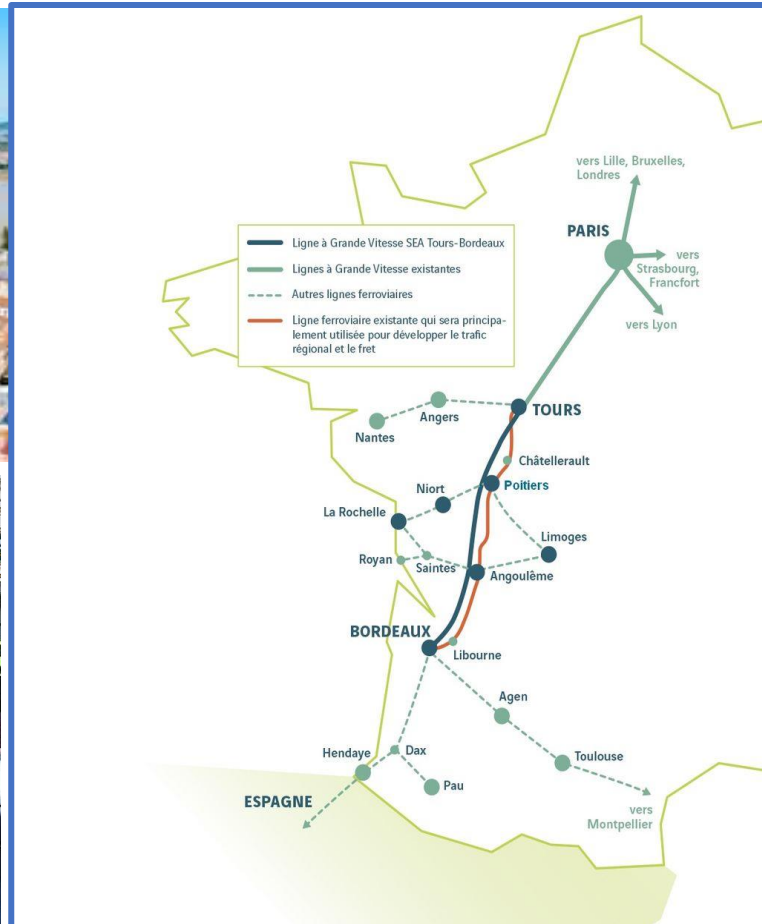 vers Lille, Bruxelles,
Londres
PARIS
vers
Strasbourg,
Francfort
vers Lyon
Ligne à Grande Vitesse SEA Tours-Bordeaux
Lignes à Grande Vitesse existantes
Autres lignes ferroviaires
Ligne ferroviaire existante qui sera principa-
lement utilisée pour développer le trafic
régional et le fret
TOURS
Angers
Nantes
Châtellerault
Poitiers
Niort
La Rochelle
Limoges
Royan
Saintes
Angoulême
BORDEAUX
Libourne
Agen
Dax
Hendaye
Toulouse
Pau
ESPAGNE
vers
Montpellier